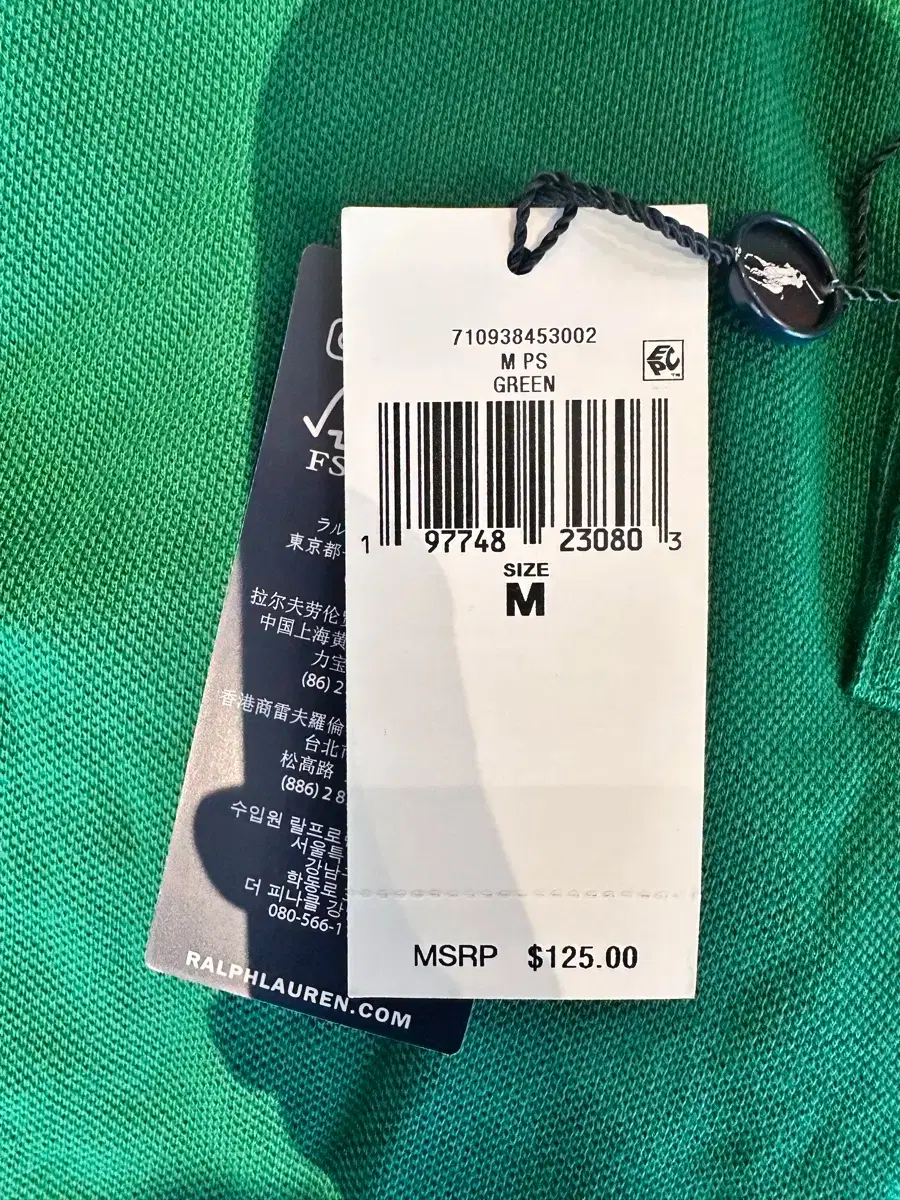 710938453002
M PS
GREEN
EPC
1 97748 23080 3
SIZE
M
MSRP $125.00
FS
ラル
東京都
拉尔夫劳伦
中国上海黄
力宝
(86) 2
香港商雷夫羅倫
台北
松高路
(886) 2 8
수입원 랄프로
서울특
강남
학동로
더 피나클 강
080-566-1
RALPHLAUREN.COM